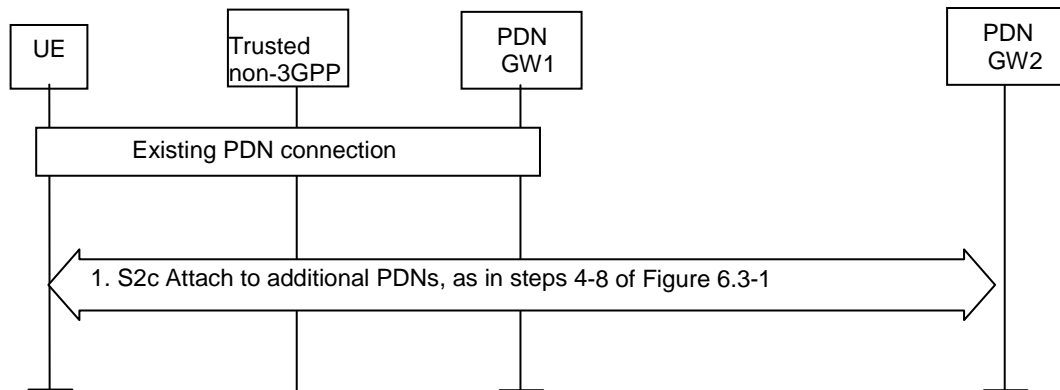 UE
Trusted
non-3GPP
PDN
GW1
PDN
GW2
Existing PDN connection
1. S2c Attach to additional PDNs, as in steps 4-8 of Figure 6.3-1